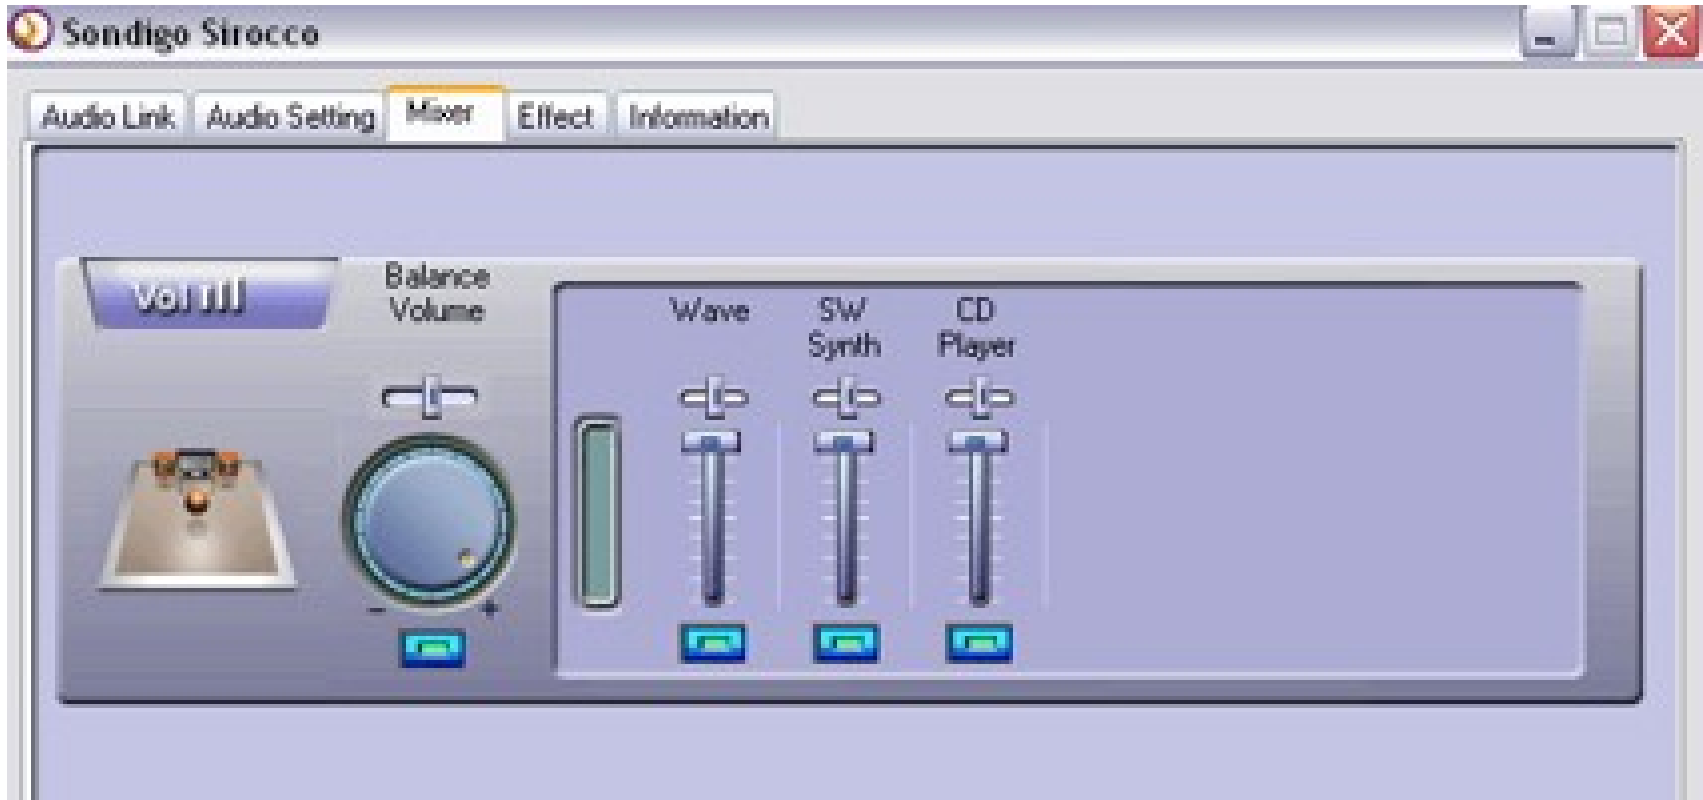 Sondigo Sirocco
Audio Link Audio Setting Mixer Effect Information
Vol
Balance
Volume
Wave
SW
Synth
CD
Player
- +